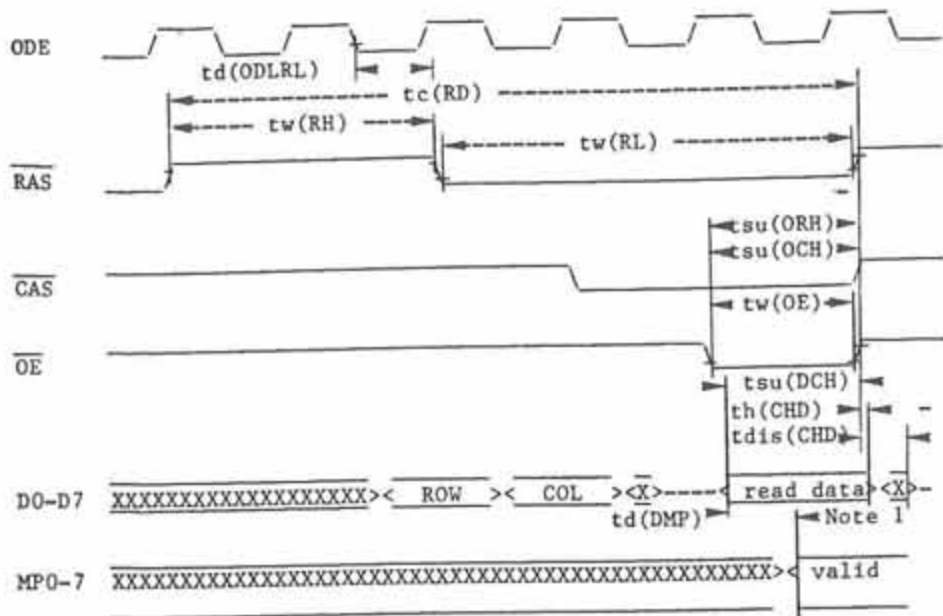 ODE
td(ODLRL)
tc(RD)
tw(RH)
tw(RL)
RAS
tsu(ORH)
tsu(OCH)
CAS
tw(OE)
OE
tsu(DCH)
th(CHD)
tdis(CHD)
D0-D7 XXXXXXXXXXXXXXXXXXX>< ROW >< COL ><X>-----< read data><X>-
td(DMP) Note 1
MP0-7 XXXXXXXXXXXXXXXXXXXXXXXXXXXXXXXXXXXXXXXXXXXXXX>< valid